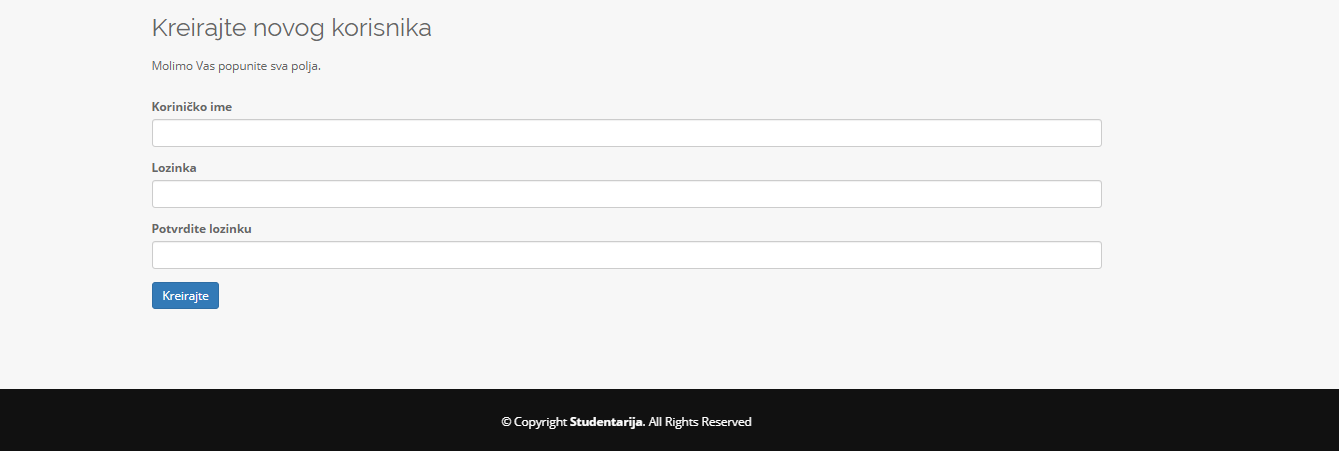 Kreirajte novog korisnika
Molimo Vas popunite sva polja.
Koriničko ime
Lozinka
Potvrdite lozinku
Kreirajte
© Copyright Studentarija. All Rights Reserved